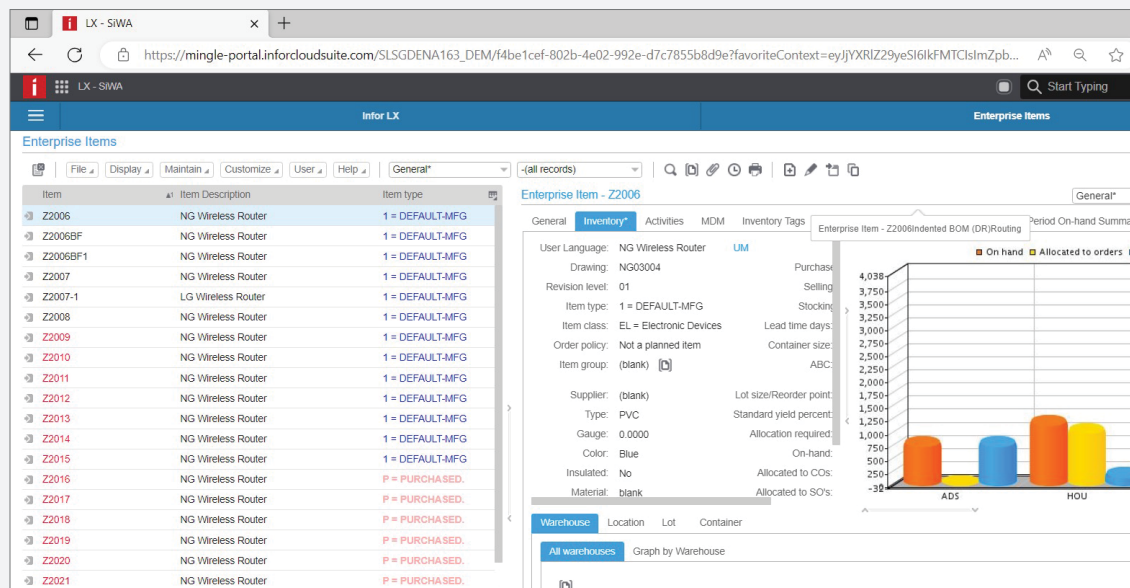 LX - SiWA
https://mingle-portal.inforcloudsuite.com/SLSGDENA163_DEM/f4be1cef-802b-4e02-992e-d7c7855b8d9e?favoriteContext=eyJjYXRlZ29yeSI6IkFMTCIsImZpb...
LX - SiWA Start Typing
Infor LX Enterprise Items
Enterprise Items
File Display Maintain Customize User Help General* -(all records)
Item Item Description Item type
Z2006 NG Wireless Router 1 = DEFAULT-MFG
Z2006BF NG Wireless Router 1 = DEFAULT-MFG
Z2006BF1 NG Wireless Router 1 = DEFAULT-MFG
Z2007 NG Wireless Router 1 = DEFAULT-MFG
Z2007-1 LG Wireless Router 1 = DEFAULT-MFG
Z2008 NG Wireless Router 1 = DEFAULT-MFG
Z2009 NG Wireless Router 1 = DEFAULT-MFG
Z2010 NG Wireless Router 1 = DEFAULT-MFG
Z2011 NG Wireless Router 1 = DEFAULT-MFG
Z2012 NG Wireless Router 1 = DEFAULT-MFG
Z2013 NG Wireless Router 1 = DEFAULT-MFG
Z2014 NG Wireless Router 1 = DEFAULT-MFG
Z2015 NG Wireless Router 1 = DEFAULT-MFG
Z2016 NG Wireless Router P = PURCHASED.
Z2017 NG Wireless Router P = PURCHASED.
Z2018 NG Wireless Router P = PURCHASED.
Z2019 NG Wireless Router P = PURCHASED.
Z2020 NG Wireless Router P = PURCHASED.
Z2021 NG Wireless Router P = PURCHASED.
Enterprise Item - Z2006 General*
General Inventory* Activities MDM Inventory Tags Period On-hand Summa
Enterprise Item - Z2006Indented BOM (DR)Routing
User Language: NG Wireless Router UM
Drawing: NG03004 Purchase
Revision level: 01 Selling
Item type: 1 = DEFAULT-MFG Stocking
Item class: EL = Electronic Devices Lead time days:
Order policy: Not a planned item Container size:
Item group: (blank) ABC:
Supplier: (blank) Lot size/Reorder point:
Type: PVC Standard yield percent:
Gauge: 0.0000 Allocation required:
Color: Blue On-hand:
Insulated: No Allocated to COs:
Material: blank Allocated to SO's:
On hand Allocated to orders
4,038
3,750
3,500
3,250
3,000
2,750
2,500
2,250
2,000
1,750
1,500
1,250
1,000
750
500
250
-32
ADS HOU
Warehouse Location Lot Container
All warehouses Graph by Warehouse